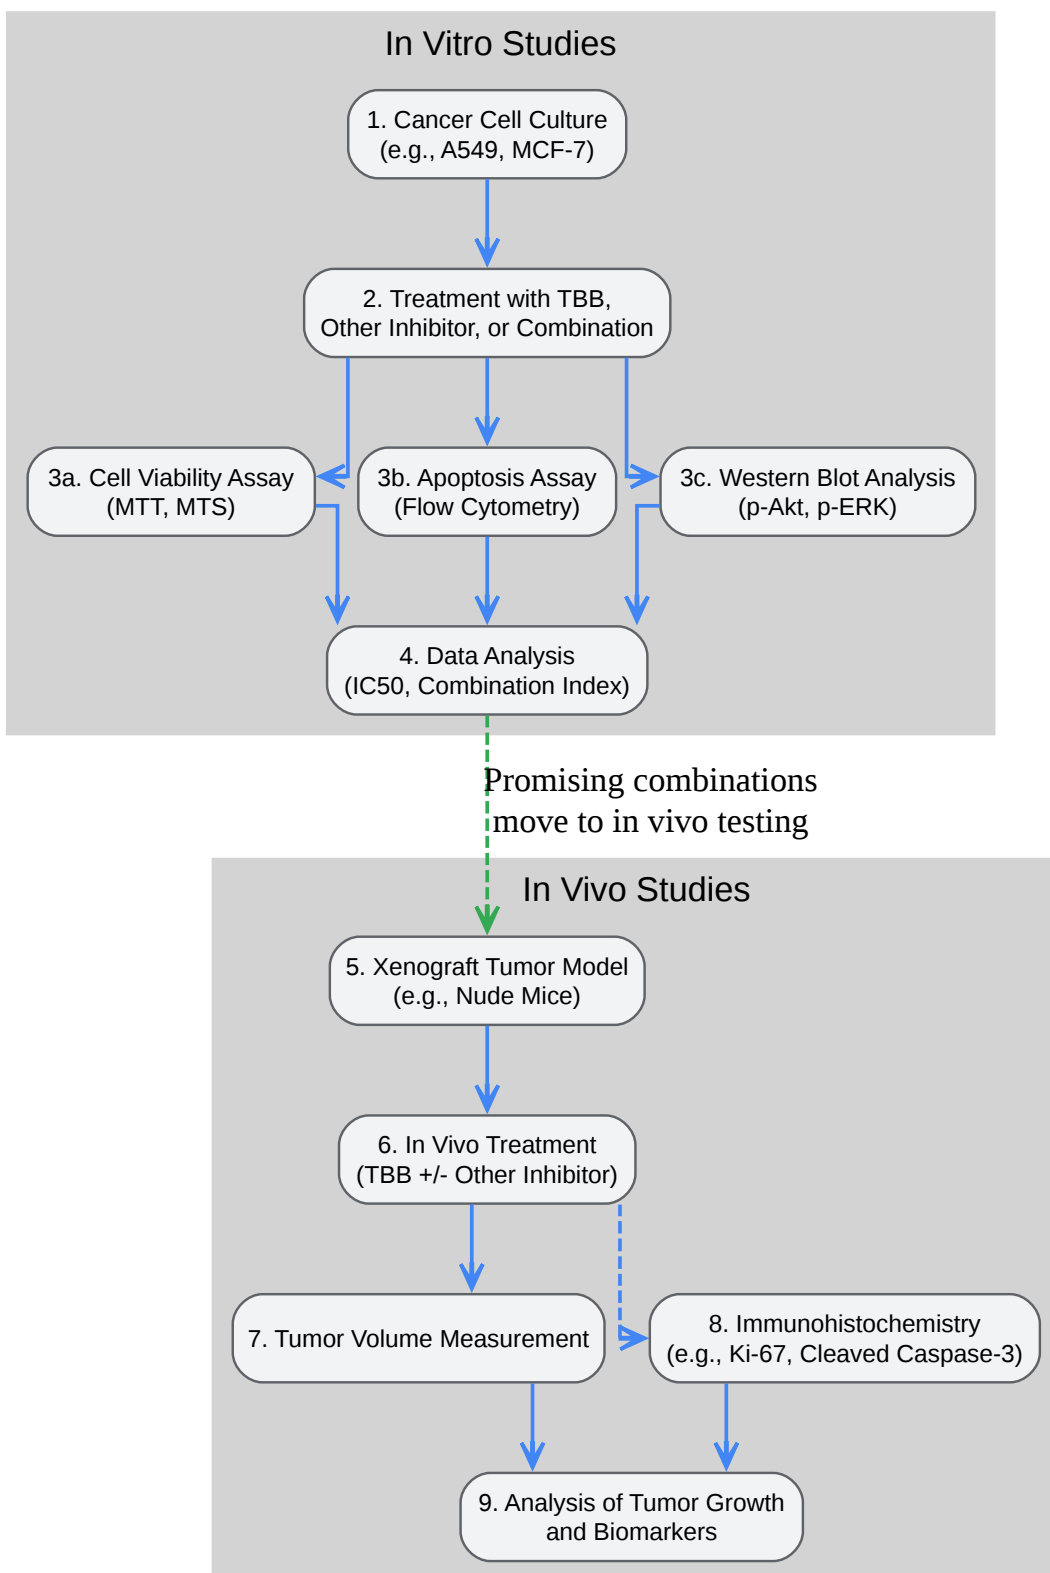 In Vitro Studies
1. Cancer Cell Culture
(e.g., A549, MCF-7)
2. Treatment with TBB,
Other Inhibitor, or Combination
3a. Cell Viability Assay
(MTT, MTS)
3b. Apoptosis Assay
(Flow Cytometry)
3c. Western Blot Analysis
(p-Akt, p-ERK)
4. Data Analysis
(IC50, Combination Index)
Promising combinations
move to in vivo testing
In Vivo Studies
5. Xenograft Tumor Model
(e.g., Nude Mice)
6. In Vivo Treatment
(TBB +/- Other Inhibitor)
7. Tumor Volume Measurement
8. Immunohistochemistry
(e.g., Ki-67, Cleaved Caspase-3)
9. Analysis of Tumor Growth
and Biomarkers